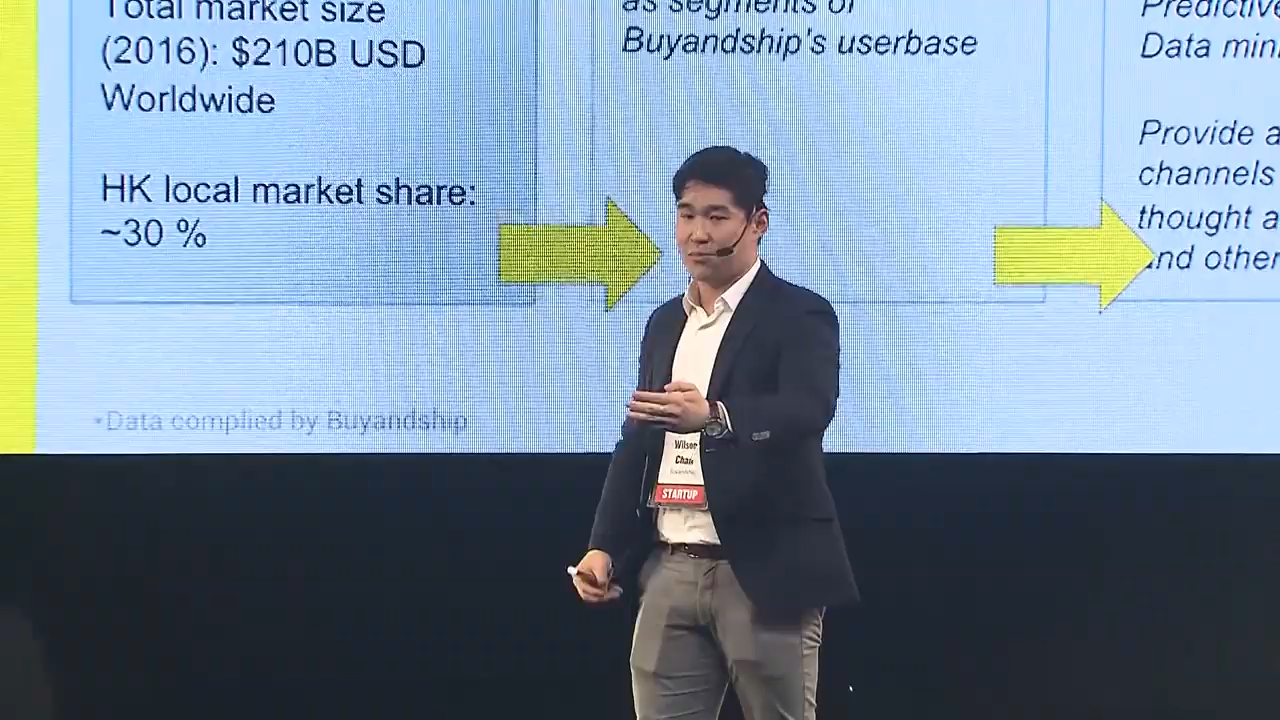 Total market size
(2016): $210B USD
Worldwide
HK local market share:
~30 %
as segments of
Buyandship's userbase
Predictive
Data min
Provide a
channels
thought a
and other
*Data complied by Buyandship
Wilson
Chan
STARTUP